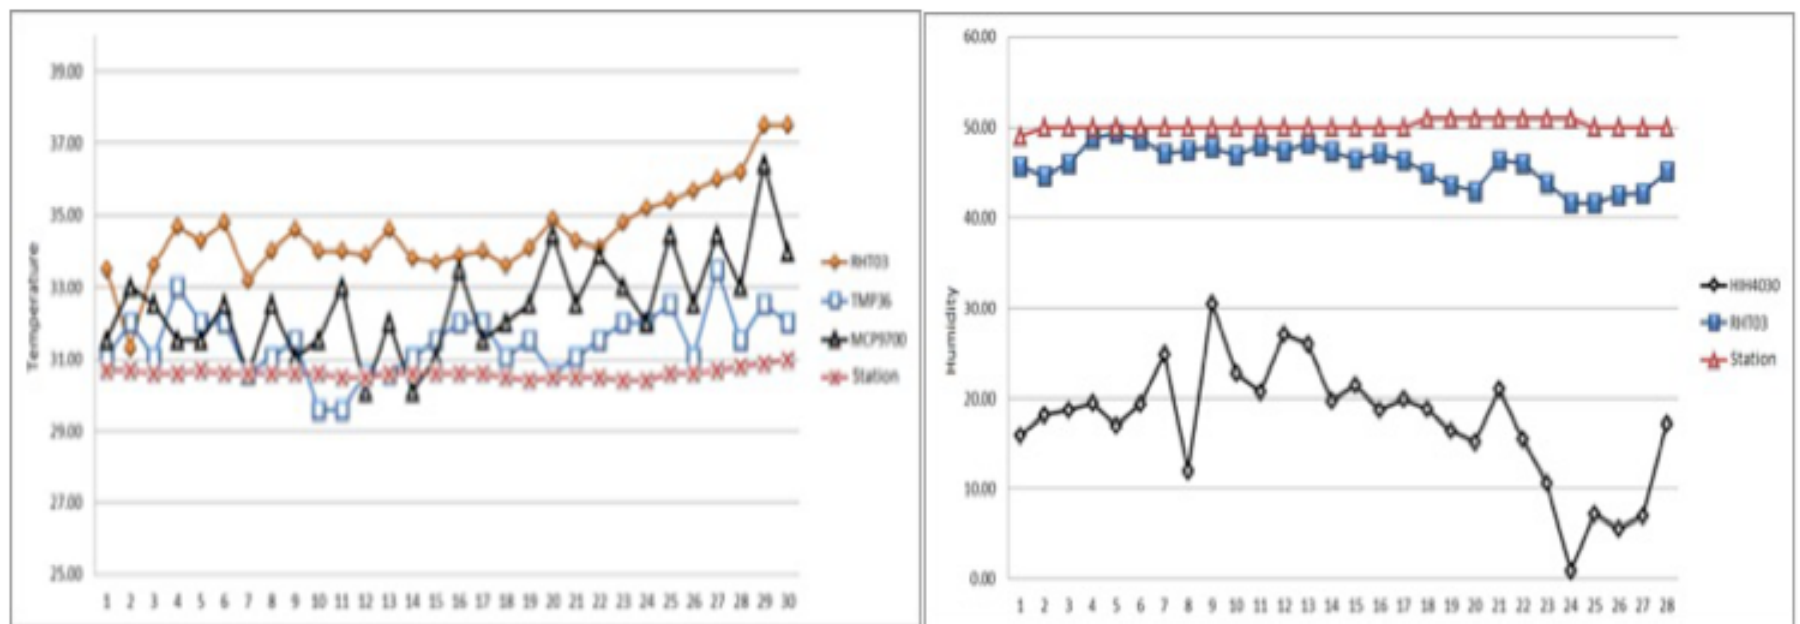 39.00
37.00
35.00
33.00
31.00
29.00
27.00
25.00
Temperature
1 2 3 4 5 6 7 8 9 10 11 12 13 14 15 16 17 18 19 20 21 22 23 24 25 26 27 28 29 30
RHT03
TMP36
MCP9700
Station
60.00
50.00
40.00
30.00
20.00
10.00
0.00
Humidity
1 2 3 4 5 6 7 8 9 10 11 12 13 14 15 16 17 18 19 20 21 22 23 24 25 26 27 28
HIH4030
RHT03
Station